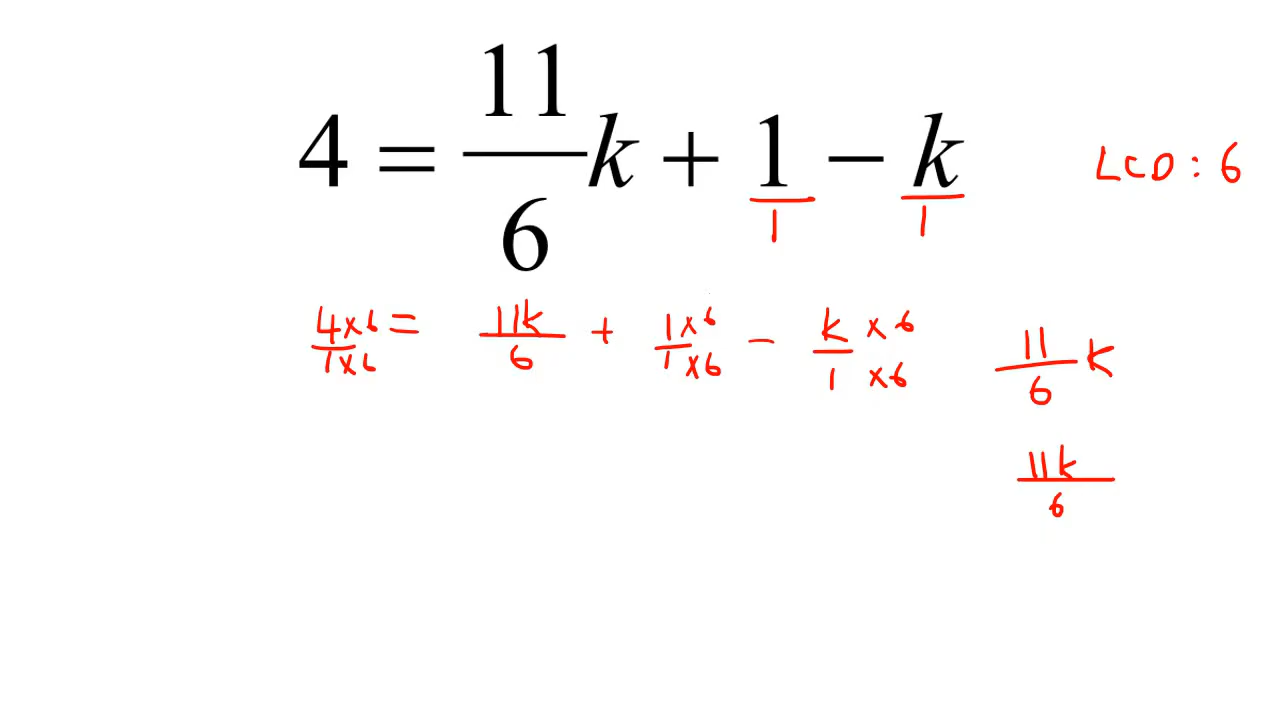 4 = 11/6 k + 1/1 − k/1
LCD : 6
4×6/1×6 = 11k/6 + 1×6/1×6 − k×6/1×6
11/6 k
11k/6